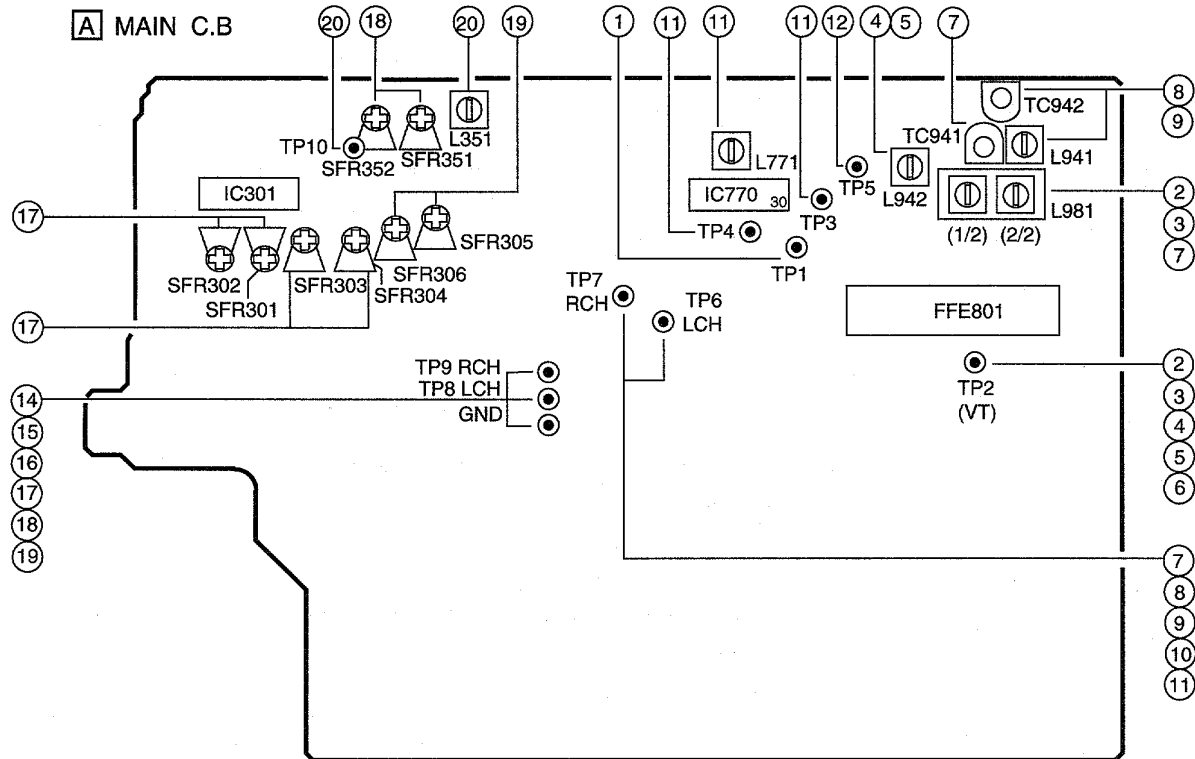 A MAIN C.B
20 18 20 19 1 11 11 11 12 4 5 7
8
9
TC942
TP10
SFR352
SFR351
L351
L771
TC941
L941
TP5
L942
IC301
IC770 30
TP3
L981
(1/2) (2/2)
2
3
7
17
SFR302
SFR301
SFR303
SFR304
SFR306
SFR305
TP4
TP1
17
TP7
RCH
TP6
LCH
FFE801
TP9 RCH
TP8 LCH
GND
TP2
(VT)
2
3
4
5
6
14
15
16
17
18
19
7
8
9
10
11